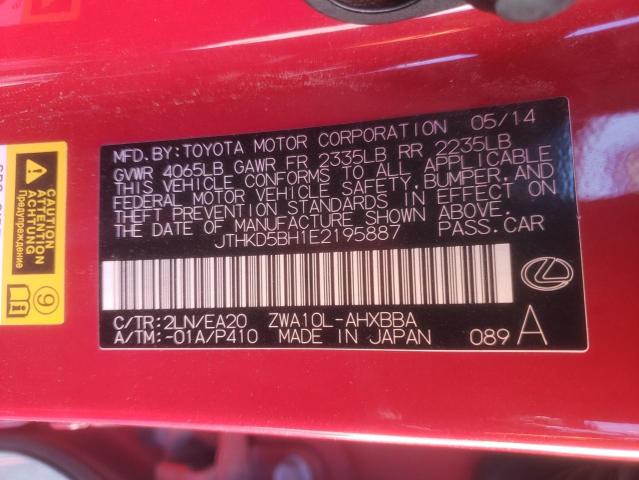 MFD.BY:TOYOTA MOTOR CORPORATION 05/14
GVWR 4065LB GAWR FR 2335LB RR 2235LB
THIS VEHICLE CONFORMS TO ALL APPLICABLE
FEDERAL MOTOR VEHICLE SAFETY,BUMPER,AND
THEFT PREVENTION STANDARDS IN EFFECT ON
THE DATE OF MANUFACTURE SHOWN ABOVE.
JTHKD5BH1E2195887 PASS.CAR
C/TR:2LN/EA20 ZWA10L-AHXBBA
A/TM:-01A/P410 MADE IN JAPAN 089 A
CAUTION
ATTENTION
Предупреждение
9